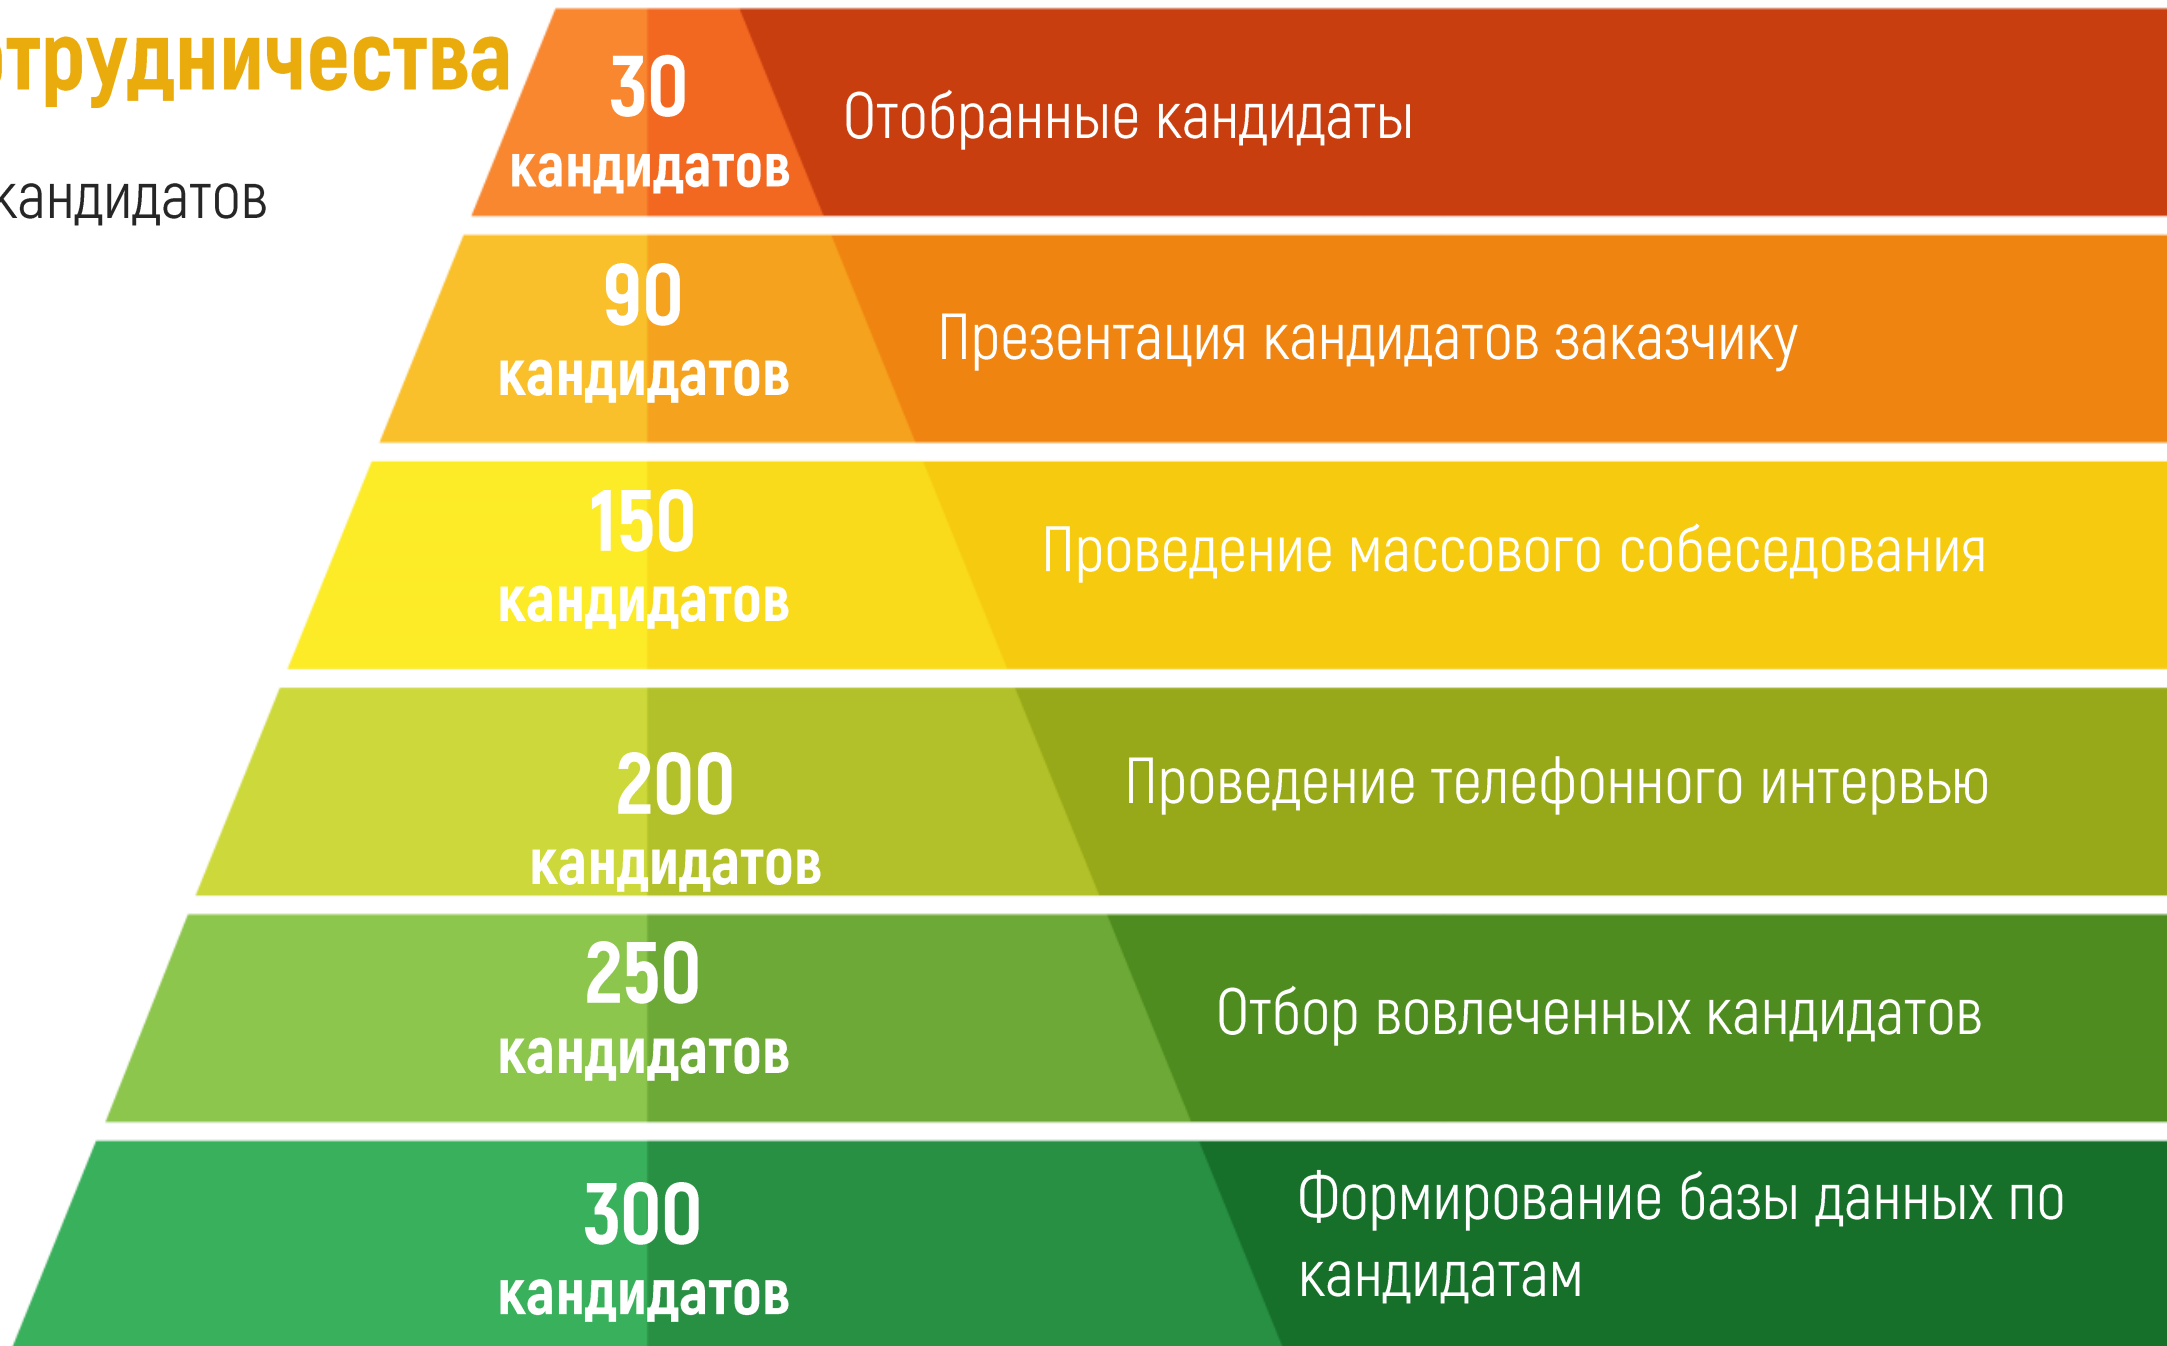 отрудничества
кандидатов
30
кандидатов
Отобранные кандидаты
90
кандидатов
Презентация кандидатов заказчику
150
кандидатов
Проведение массового собеседования
200
кандидатов
Проведение телефонного интервью
250
кандидатов
Отбор вовлеченных кандидатов
300
кандидатов
Формирование базы данных по
кандидатам